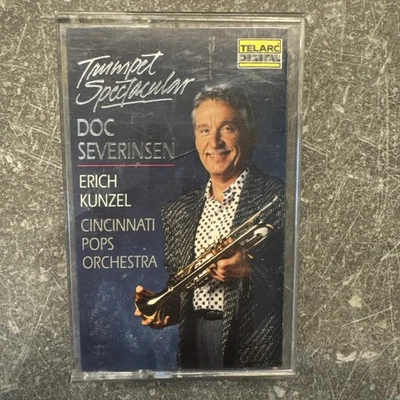 TELARC
DIGITAL
Trumpet
Spectacular
DOC
SEVERINSEN
ERICH
KUNZEL
CINCINNATI
POPS
ORCHESTRA